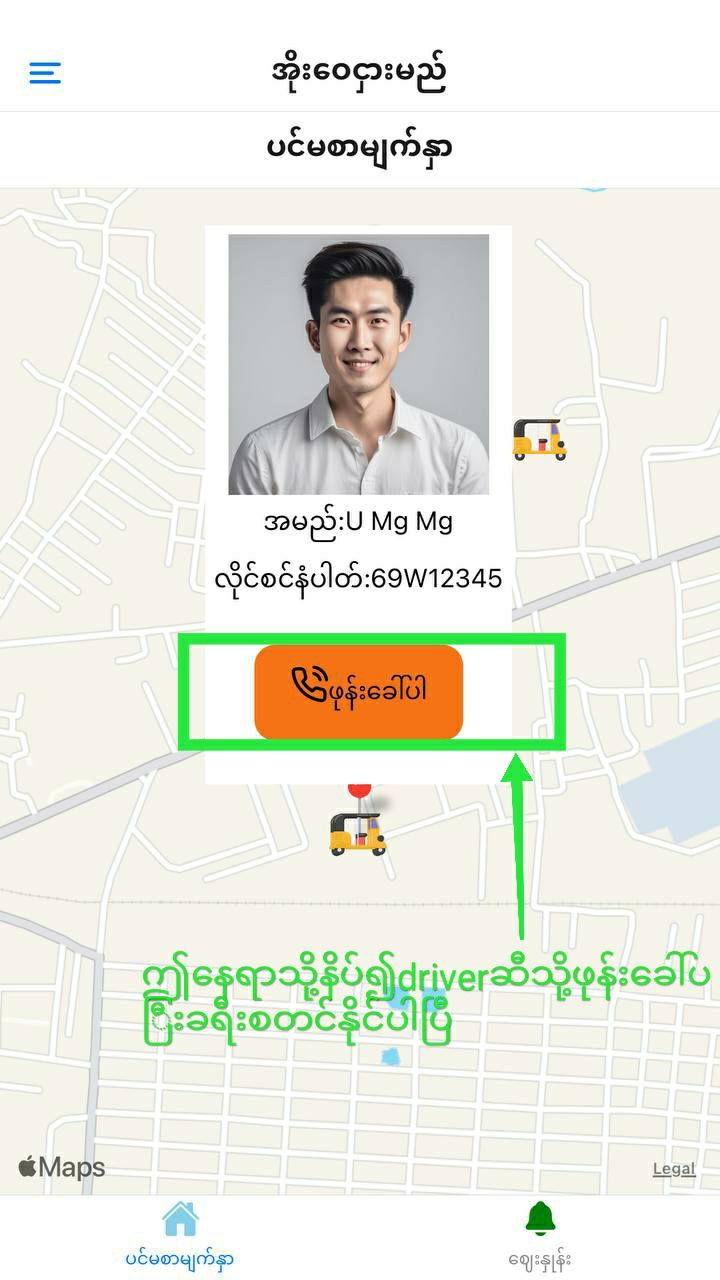 အိုးဝေငှားမည်
ပင်မစာမျက်နှာ
အမည်:U Mg Mg
လိုင်စင်နံပါတ်:69W12345
ဖုန်းခေါ်ပါ
ဤနေရာသို့နိပ်၍driverဆီသို့ဖုန်းခေါ်ပ
ြီးခရီးစတင်နိုင်ပါပြီ
Maps
Legal
ပင်မစာမျက်နှာ
ဈေးနှုန်း